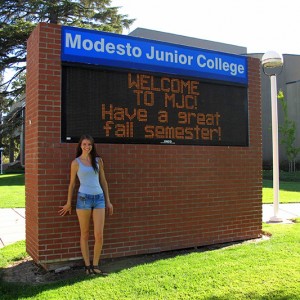 Modesto Junior College
WELCOME
TO MJC!
Have a great
fall semester!